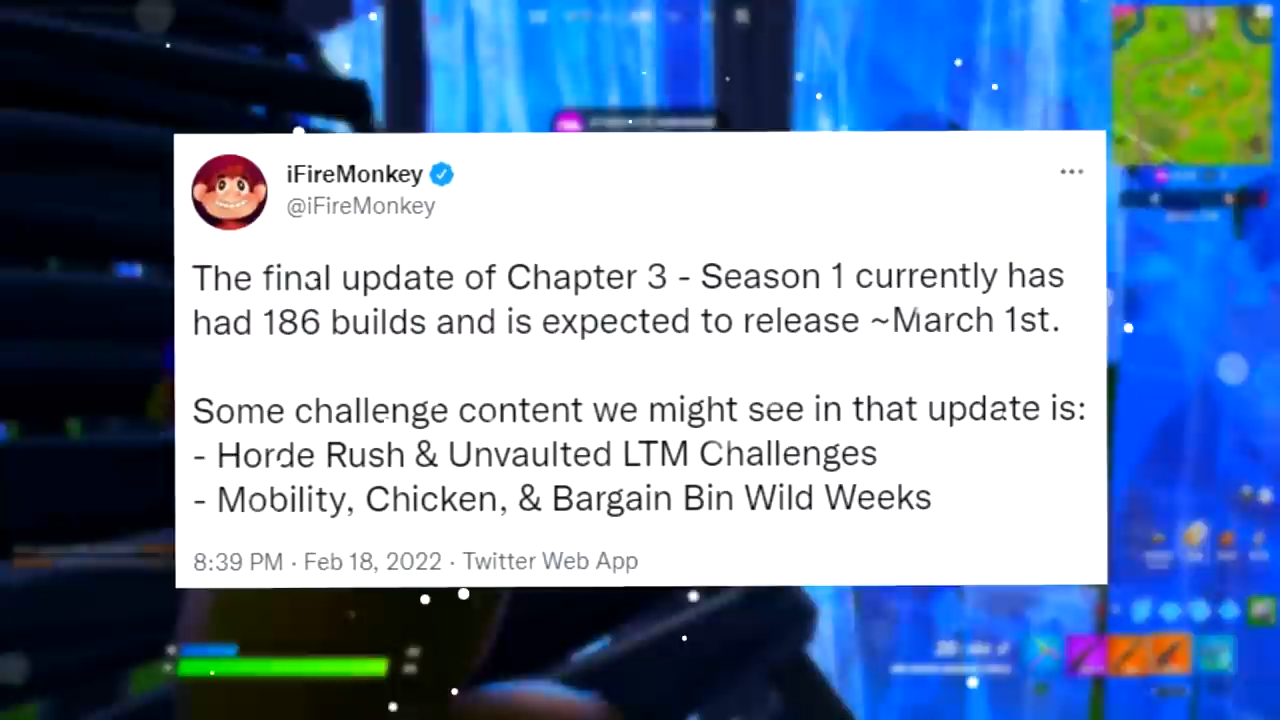 iFireMonkey
@iFireMonkey
The final update of Chapter 3 - Season 1 currently has
had 186 builds and is expected to release ~March 1st.
Some challenge content we might see in that update is:
- Horde Rush & Unvaulted LTM Challenges
- Mobility, Chicken, & Bargain Bin Wild Weeks
8:39 PM · Feb 18, 2022 · Twitter Web App